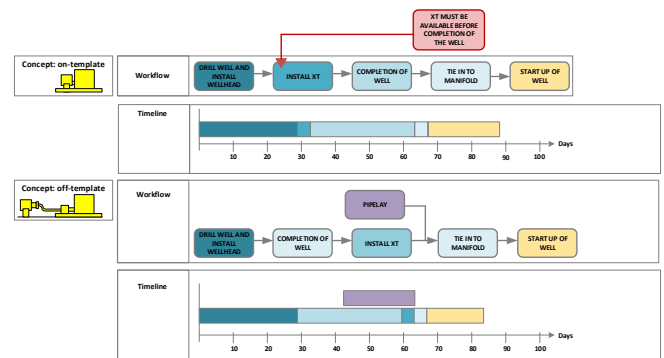 XT MUST BE
AVAILABLE BEFORE
COMPLETION OF
THE WELL
Concept: on-template
Workflow
DRILL WELL AND
INSTALL
WELLHEAD
INSTALL XT
COMPLETION OF
WELL
TIE IN TO
MANIFOLD
START UP OF
WELL
Timeline
Days
10 20 30 40 50 60 70 80 90 100
Concept: off-template
Workflow
PIPELAY
DRILL WELL AND
INSTALL
WELLHEAD
COMPLETION OF
WELL
INSTALL XT
TIE IN TO
MANIFOLD
START UP OF
WELL
Timeline
Days
10 20 30 40 50 60 70 80 90 100